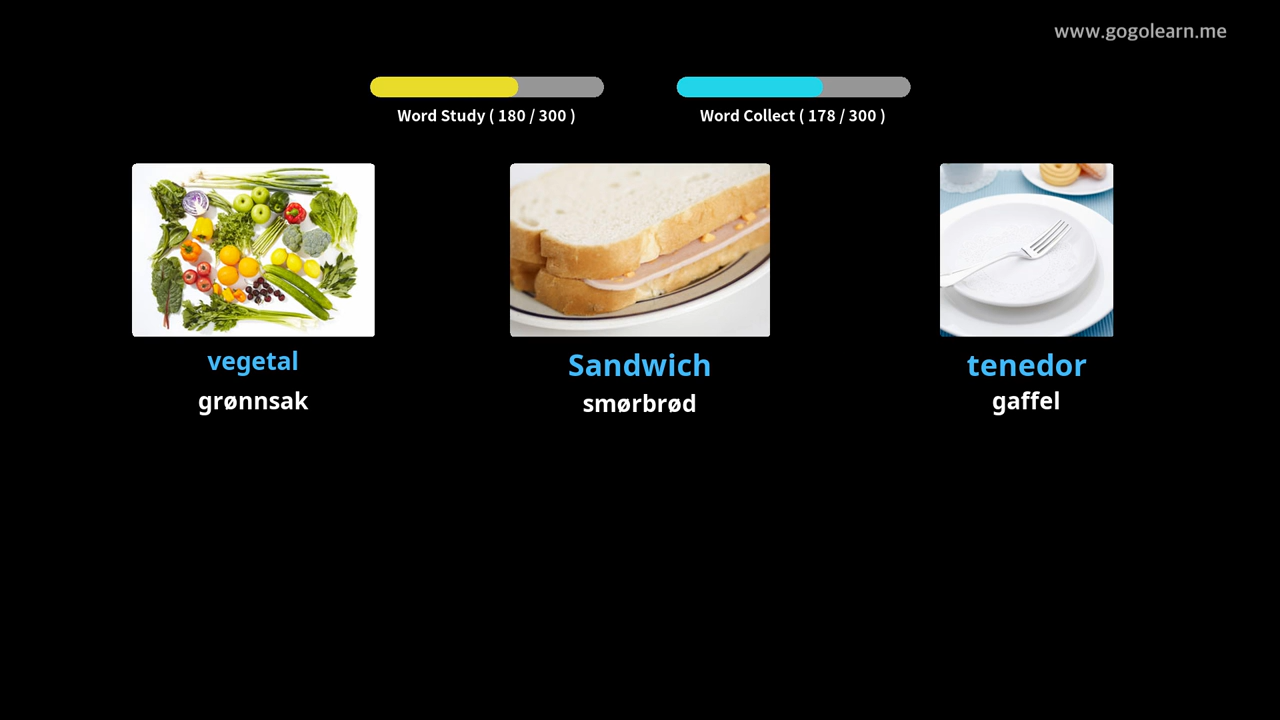 www.gogolearn.me
Word Study ( 180 / 300 )
Word Collect ( 178 / 300 )
vegetal
grønnsak
Sandwich
smørbrød
tenedor
gaffel